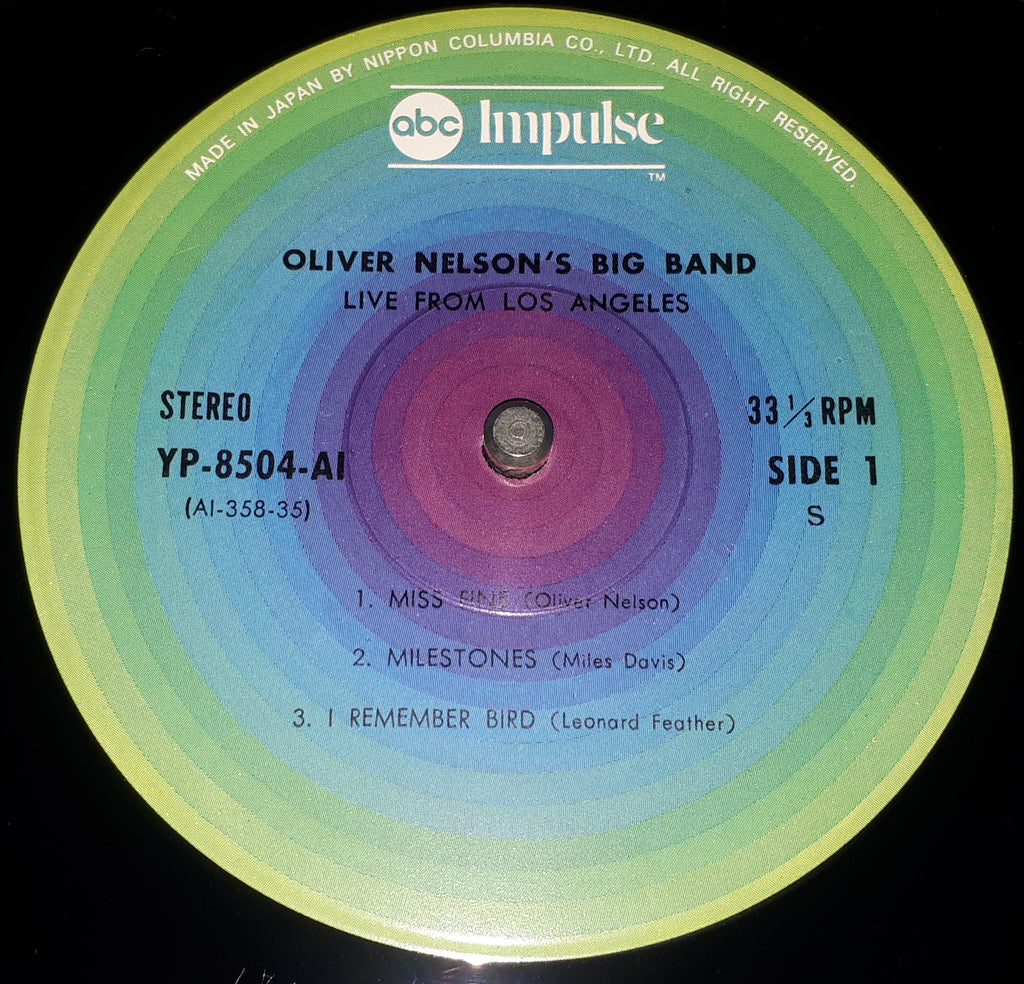 MADE IN JAPAN BY NIPPON COLUMBIA CO., LTD. ALL RIGHT RESERVED.
abc Impulse
TM
OLIVER NELSON'S BIG BAND
LIVE FROM LOS ANGELES
STEREO
33 1/3 RPM
YP-8504-AI
SIDE 1
(AI-358-35)
S
1. MISS FINE (Oliver Nelson)
2. MILESTONES (Miles Davis)
3. I REMEMBER BIRD (Leonard Feather)